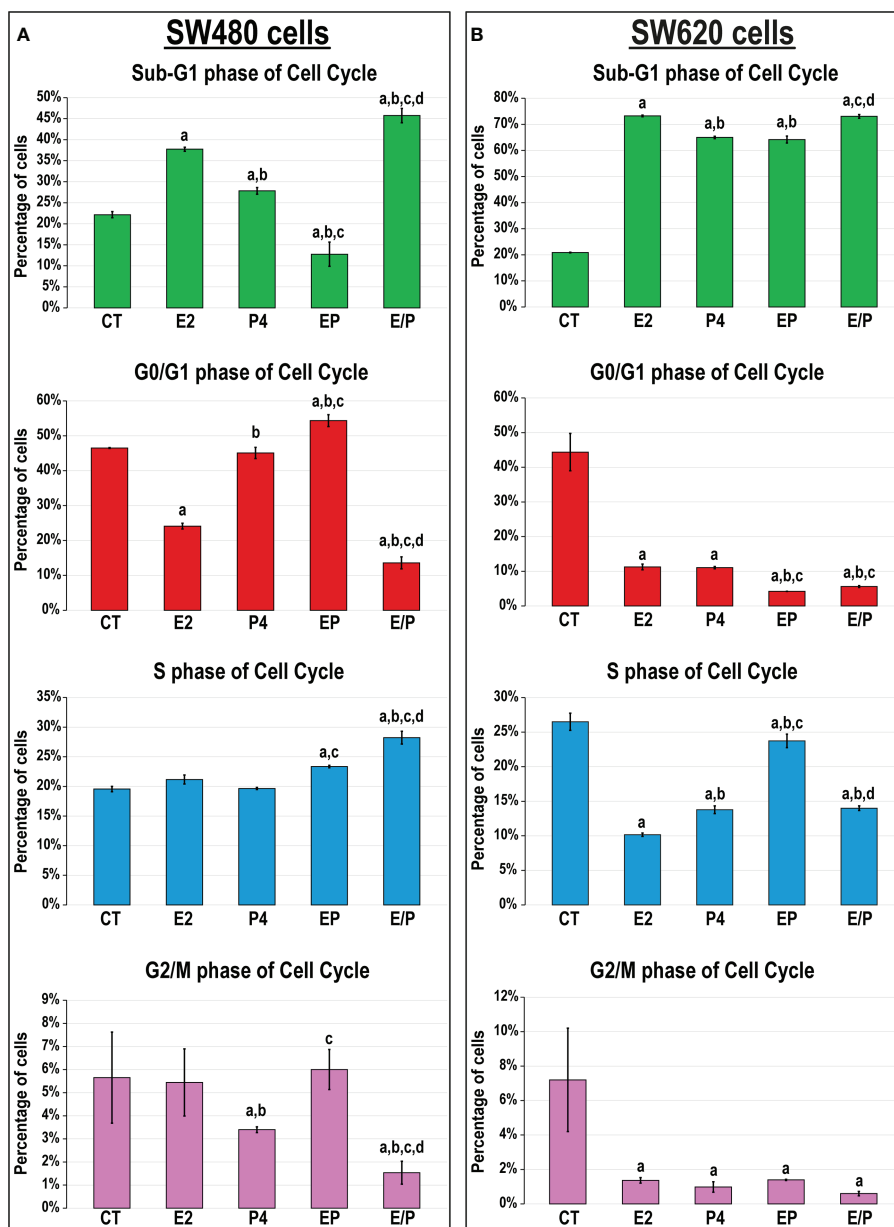 A
SW480 cells
Sub-G1 phase of Cell Cycle
Percentage of cells
50%
45%
40%
35%
30%
25%
20%
15%
10%
5%
0%
a
a,b
a,b,c
a,b,c,d
CT E2 P4 EP E/P
G0/G1 phase of Cell Cycle
Percentage of cells
60%
50%
40%
30%
20%
10%
0%
a
b
a,b,c
a,b,c,d
CT E2 P4 EP E/P
S phase of Cell Cycle
Percentage of cells
35%
30%
25%
20%
15%
10%
5%
0%
a,c
a,b,c,d
CT E2 P4 EP E/P
G2/M phase of Cell Cycle
Percentage of cells
9%
8%
7%
6%
5%
4%
3%
2%
1%
0%
a,b
c
a,b,c,d
CT E2 P4 EP E/P
B
SW620 cells
Sub-G1 phase of Cell Cycle
Percentage of cells
80%
70%
60%
50%
40%
30%
20%
10%
0%
a
a,b
a,b
a,c,d
CT E2 P4 EP E/P
G0/G1 phase of Cell Cycle
Percentage of cells
60%
50%
40%
30%
20%
10%
0%
a
a
a,b,c
a,b,c
CT E2 P4 EP E/P
S phase of Cell Cycle
Percentage of cells
30%
25%
20%
15%
10%
5%
0%
a
a,b
a,b,c
a,b,d
CT E2 P4 EP E/P
G2/M phase of Cell Cycle
Percentage of cells
12%
10%
8%
6%
4%
2%
0%
a
a
a
a
CT E2 P4 EP E/P